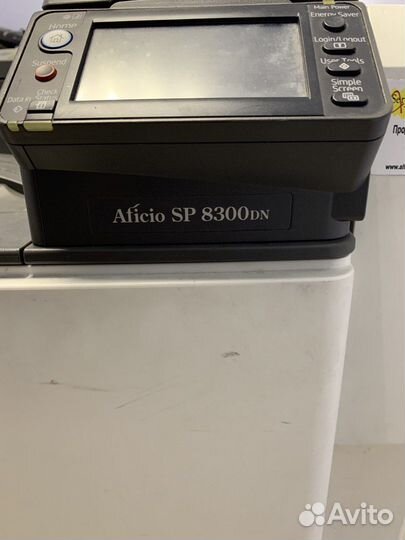 Main Power
Home
Energy Saver
Login/Logout
Suspend
User Tools
Check
Status
Data In
Simple
Screen
Aficio SP 8300DN
Avito